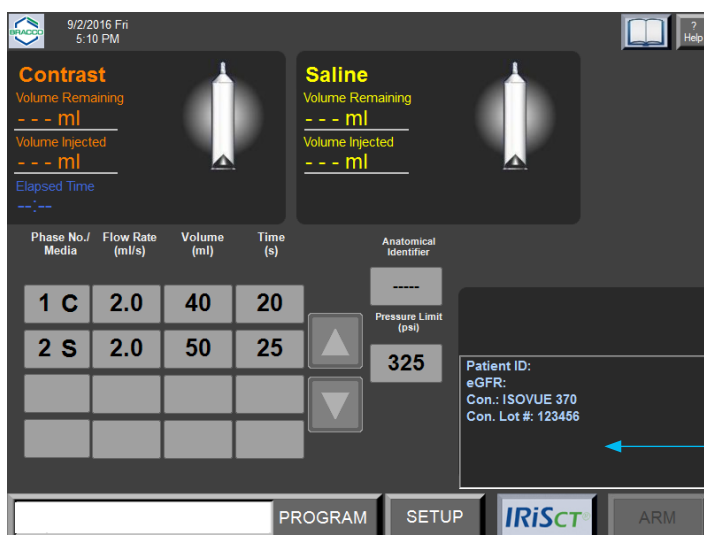 BRACCO
9/2/2016 Fri
5:10 PM
?
Help
Contrast
Volume Remaining
- - - ml
Volume Injected
- - - ml
Elapsed Time
--:--
Saline
Volume Remaining
- - - ml
Volume Injected
- - - ml
Phase No./ Media Flow Rate (ml/s) Volume (ml) Time (s)
1 C 2.0 40 20
2 S 2.0 50 25
Anatomical
Identifier
-----
Pressure Limit
(psi)
325
Patient ID:
eGFR:
Con.: ISOVUE 370
Con. Lot #: 123456
PROGRAM SETUP IRiSCT® ARM